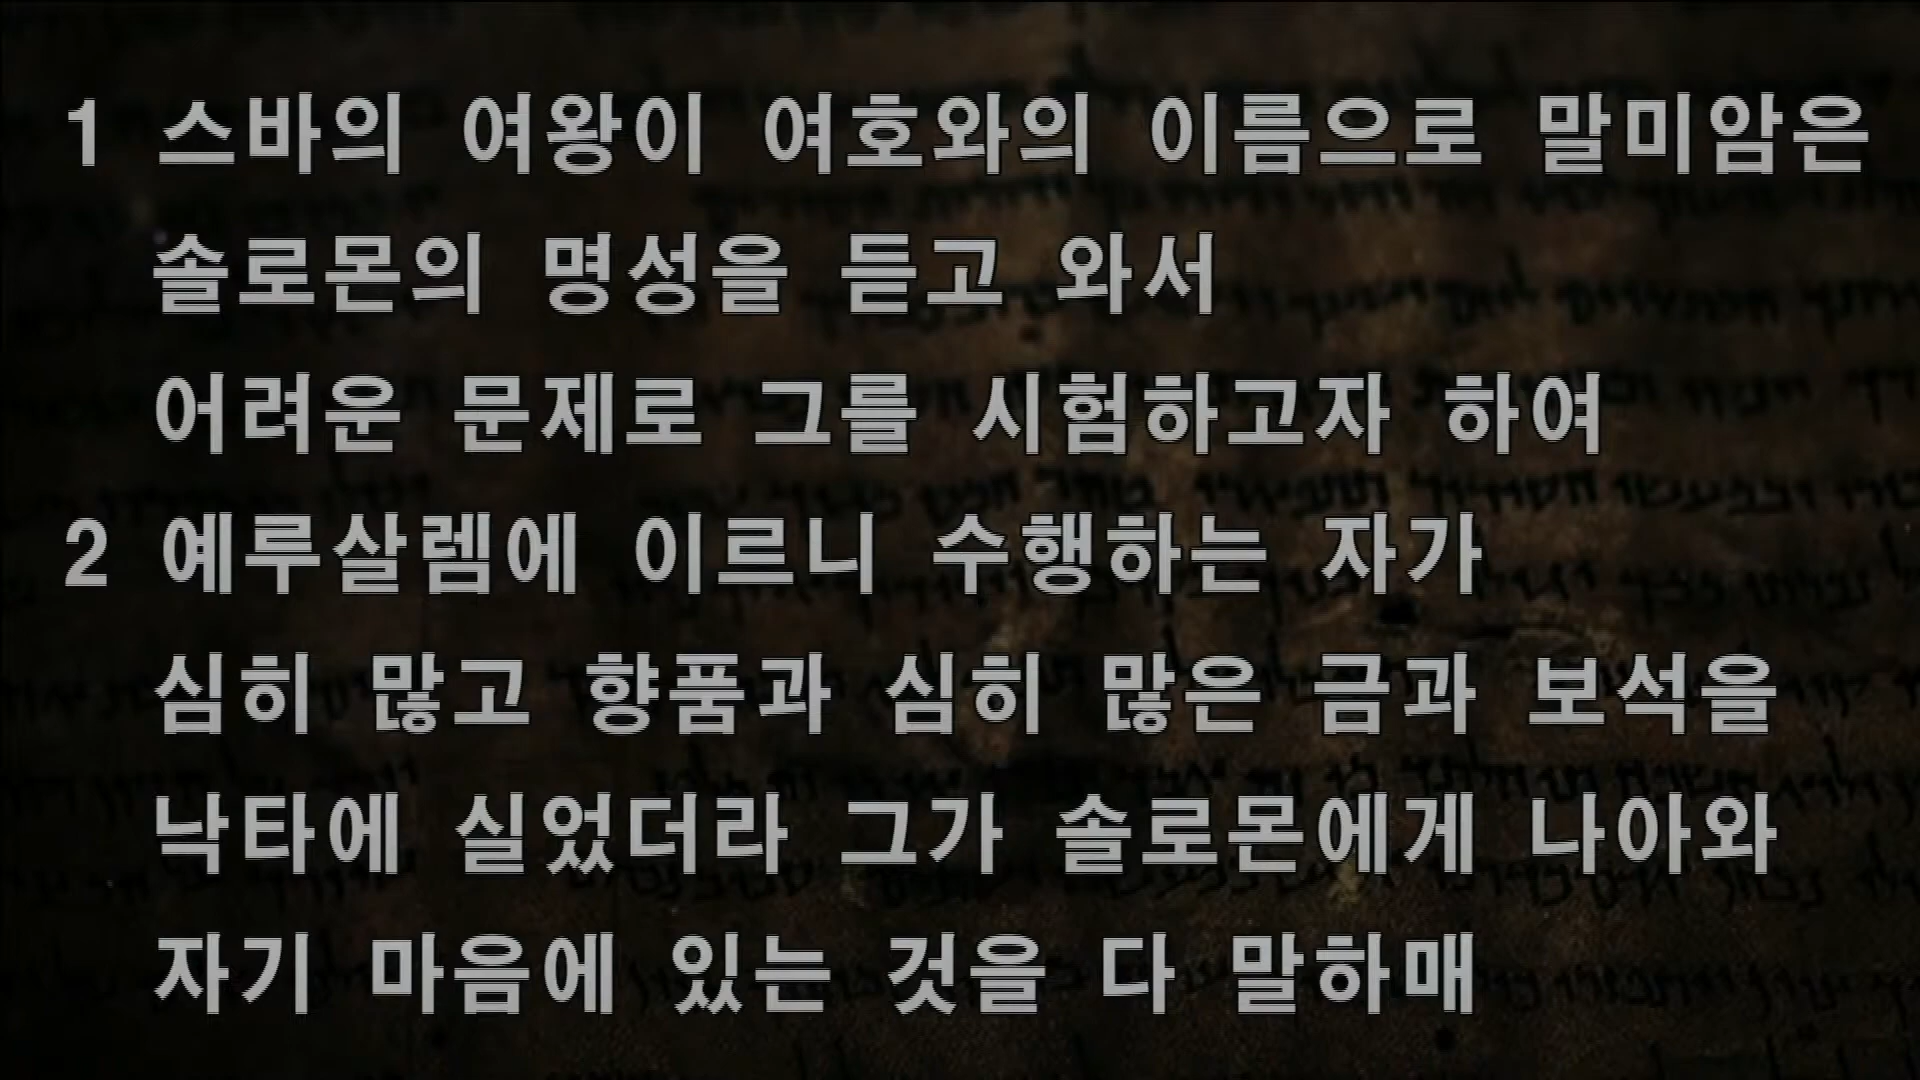 1 스바의 여왕이 여호와의 이름으로 말미암은
솔로몬의 명성을 듣고 와서
어려운 문제로 그를 시험하고자 하여
2 예루살렘에 이르니 수행하는 자가
심히 많고 향품과 심히 많은 금과 보석을
낙타에 실었더라 그가 솔로몬에게 나아와
자기 마음에 있는 것을 다 말하매